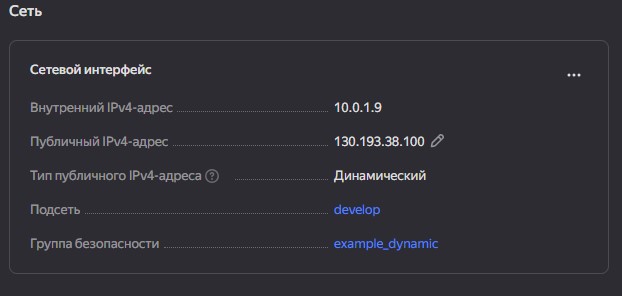 Сеть
Сетевой интерфейс
Внутренний IPv4-адрес 10.0.1.9
Публичный IPv4-адрес 130.193.38.100
Тип публичного IPv4-адреса Динамический
Подсеть develop
Группа безопасности example_dynamic